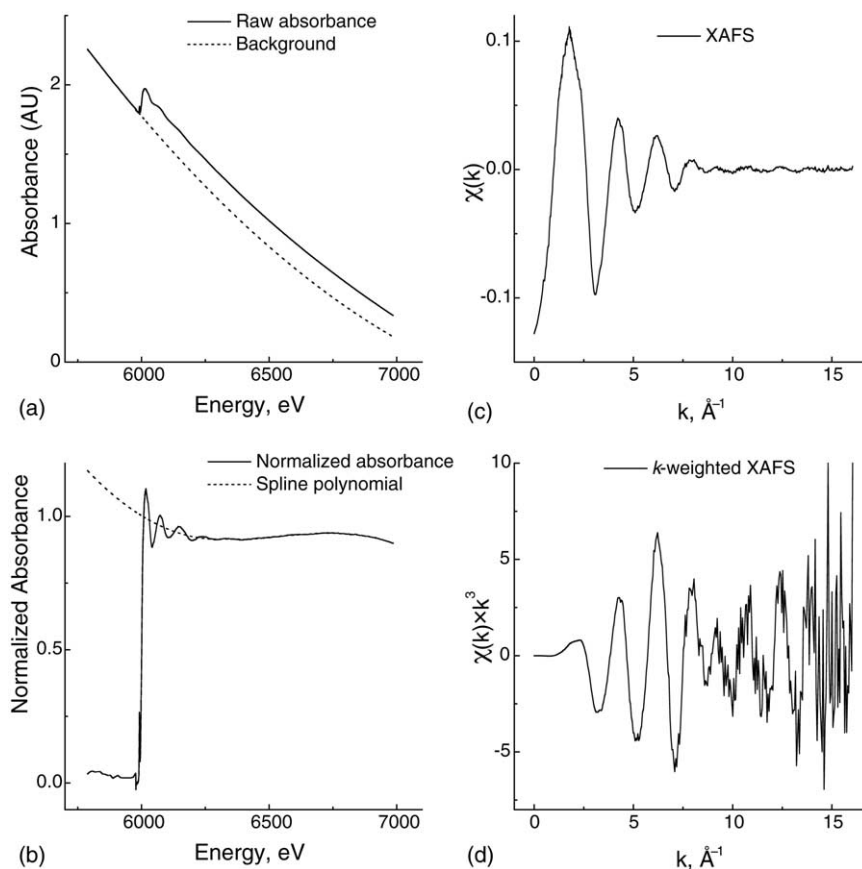 Raw absorbance
Background
Absorbance (AU)
2
1
0
6000 6500 7000
(a) Energy, eV
XAFS
χ(k)
0.1
0.0
-0.1
0 5 10 15
(c) k, Å⁻¹
Normalized absorbance
Spline polynomial
Normalized Absorbance
1.0
0.5
0.0
6000 6500 7000
(b) Energy, eV
k-weighted XAFS
χ(k)×k³
10
5
0
-5
0 5 10 15
(d) k, Å⁻¹